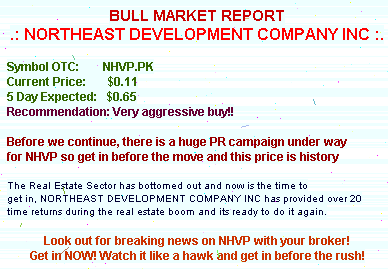 BULL MARKET REPORT
.: NORTHEAST DEVELOPMENT COMPANY INC :.
Symbol OTC: NHVP.PK
Current Price: $0.11
5 Day Expected: $0.65
Recommendation: Very aggressive buy!!
Before we continue, there is a huge PR campaign under way
for NHVP so get in before the move and this price is history
The Real Estate Sector has bottomed out and now is the time to
get in, NORTHEAST DEVELOPMENT COMPANY INC has provided over 20
time returns during the real estate boom and its ready to do it again.
Look out for breaking news on NHVP with your broker!
Get in NOW! Watch it like a hawk and get in before the rush!